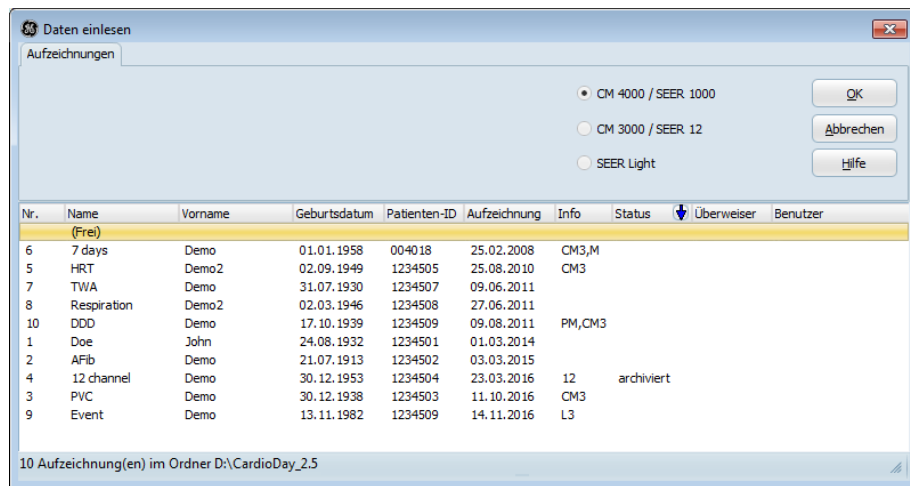 Daten einlesen
Aufzeichnungen
CM 4000 / SEER 1000
OK
CM 3000 / SEER 12
Abbrechen
SEER Light
Hilfe
Nr. Name Vorname Geburtsdatum Patienten-ID Aufzeichnung Info Status Überweiser Benutzer
(Frei)
6 7 days Demo 01.01.1958 004018 25.02.2008 CM3,M
5 HRT Demo2 02.09.1949 1234505 25.08.2010 CM3
7 TWA Demo 31.07.1930 1234507 09.06.2011
8 Respiration Demo2 02.03.1946 1234508 27.06.2011
10 DDD Demo 17.10.1939 1234509 09.08.2011 PM,CM3
1 Doe John 24.08.1932 1234501 01.03.2014
2 AFib Demo 21.07.1913 1234502 03.03.2015
4 12 channel Demo 30.12.1953 1234504 23.03.2016 12 archiviert
3 PVC Demo 30.12.1938 1234503 11.10.2016 CM3
9 Event Demo 13.11.1982 1234509 14.11.2016 L3
10 Aufzeichnung(en) im Ordner D:\CardioDay_2.5